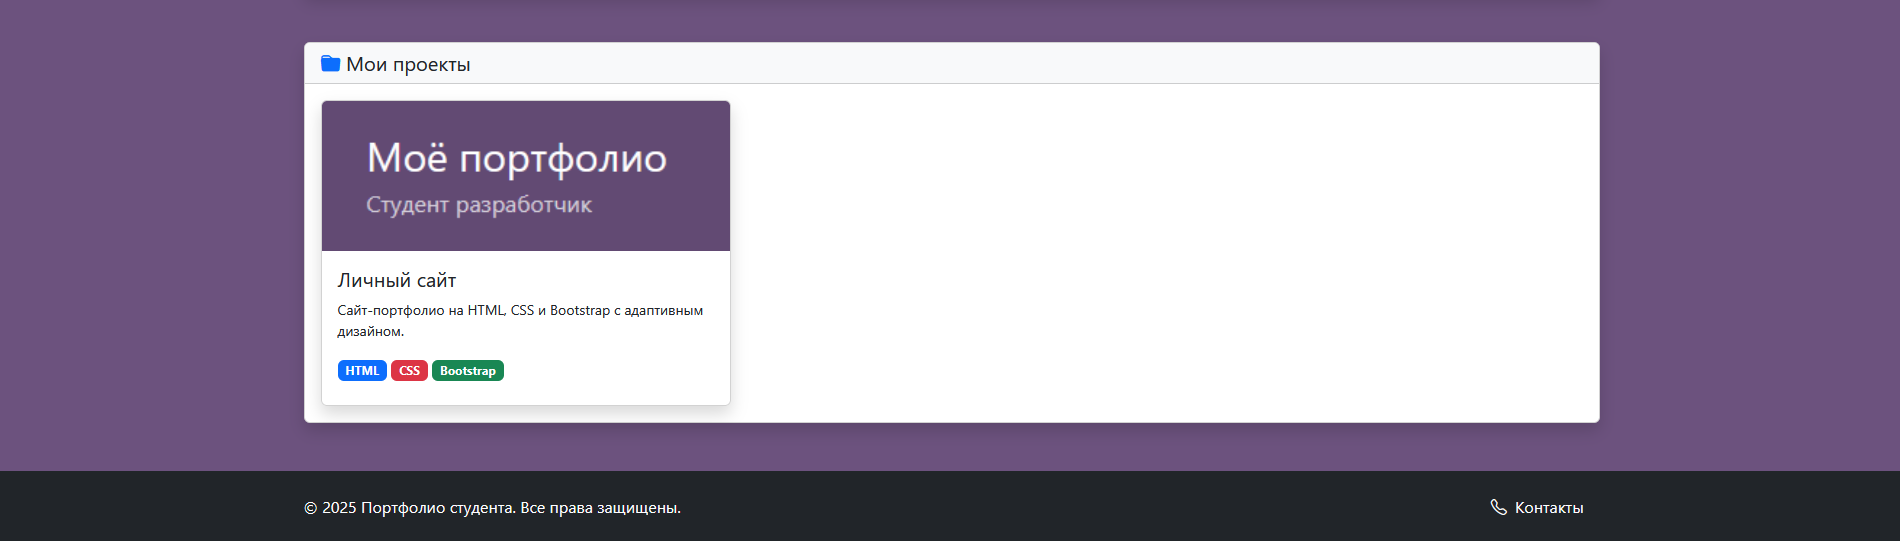 Мои проекты
Моё портфолио
Студент разработчик
Личный сайт
Сайт-портфолио на HTML, CSS и Bootstrap с адаптивным
дизайном.
HTML CSS Bootstrap
© 2025 Портфолио студента. Все права защищены.
Контакты